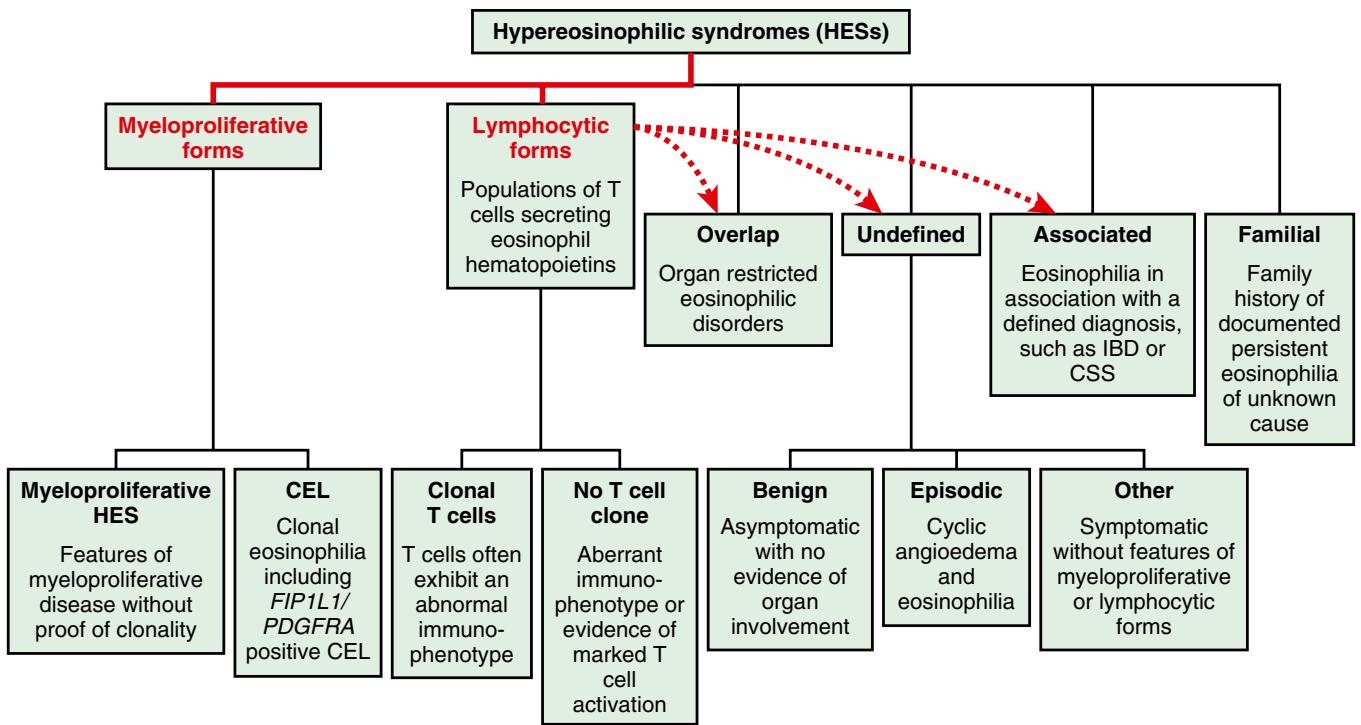 Hypereosinophilic syndromes (HESs)
Myeloproliferative
forms
Lymphocytic
forms
Populations of T
cells secreting
eosinophil
hematopoietins
Overlap
Organ restricted
eosinophilic
disorders
Undefined
Associated
Eosinophilia in
association with a
defined diagnosis,
such as IBD or
CSS
Familial
Family
history of
documented
persistent
eosinophilia
of unknown
cause
Myeloproliferative
HES
Features of
myeloproliferative
disease without
proof of clonality
CEL
Clonal
eosinophilia
including
FIP1L1/
PDGFRA
positive CEL
Clonal
T cells
T cells often
exhibit an
abnormal
immuno-
phenotype
No T cell
clone
Aberrant
immuno-
phenotype or
evidence of
marked T
cell
activation
Benign
Asymptomatic
with no
evidence of
organ
involvement
Episodic
Cyclic
angioedema
and
eosinophilia
Other
Symptomatic
without features of
myeloproliferative
or lymphocytic
forms